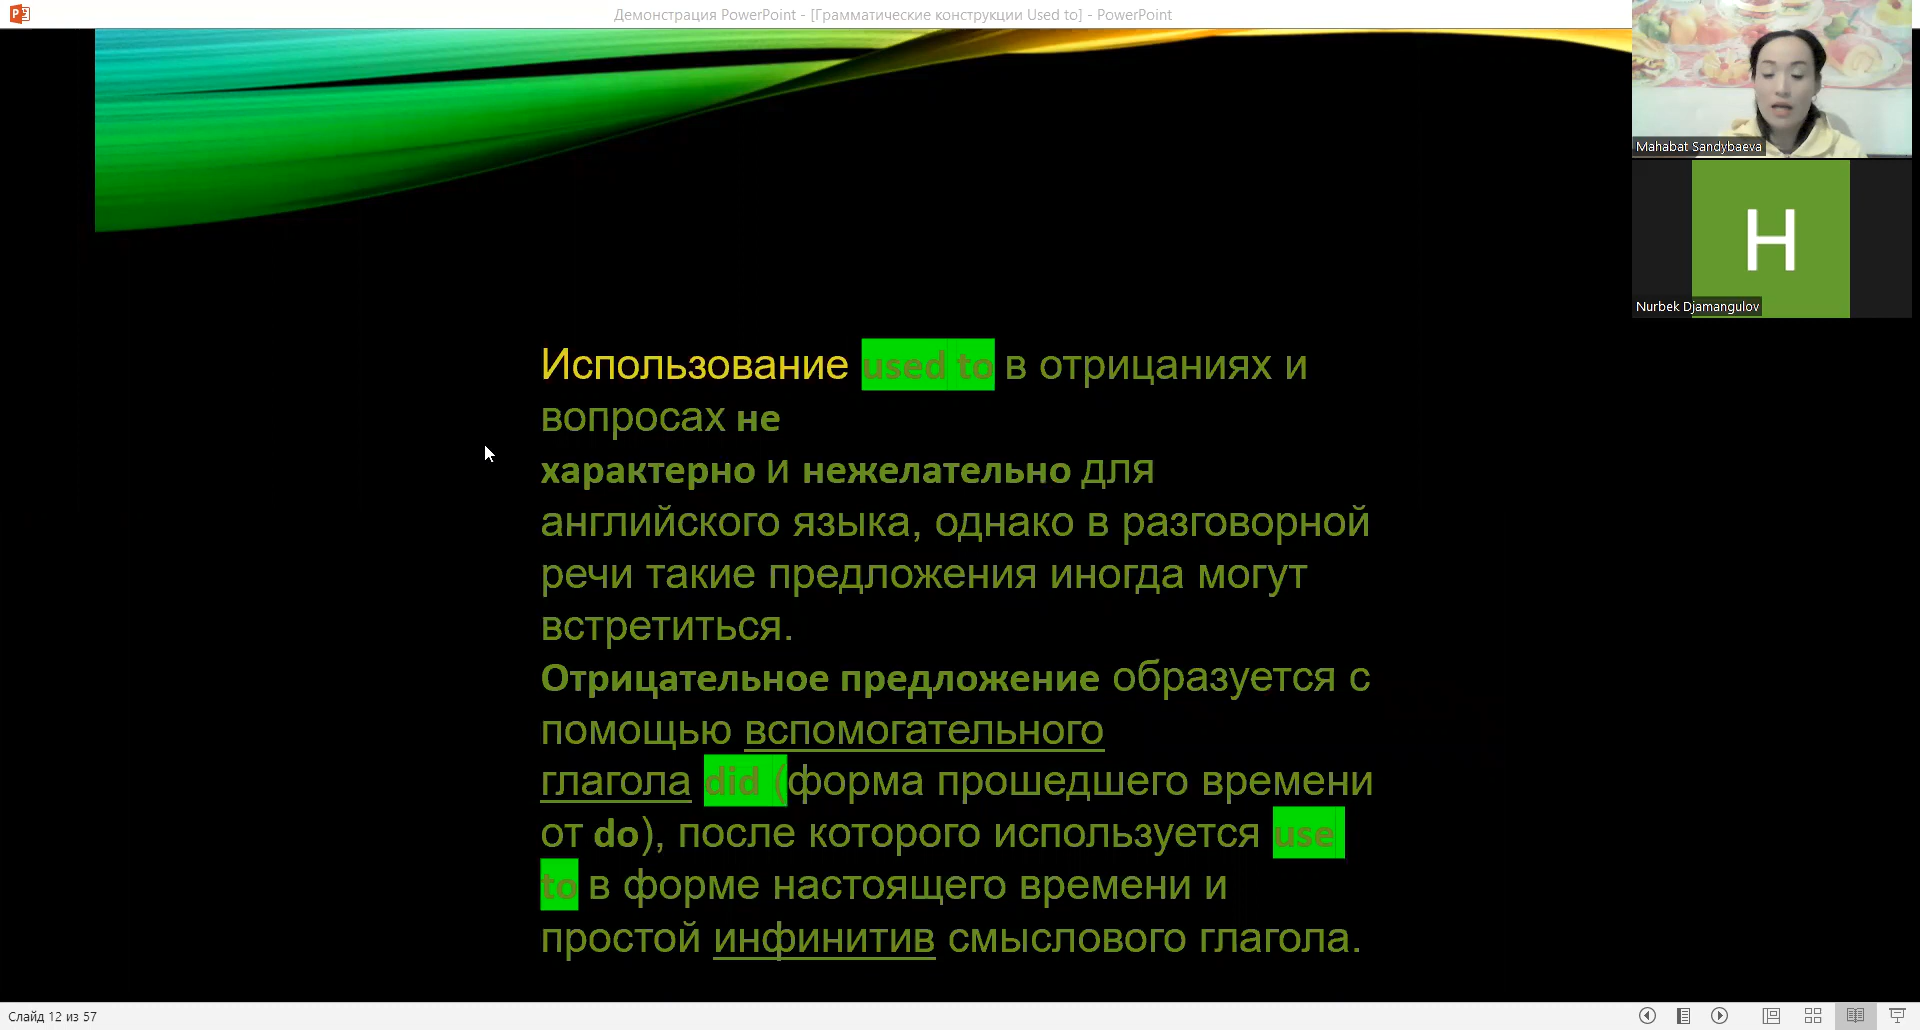 Демонстрация PowerPoint - [Грамматические конструкции Used to] - PowerPoint
Mahabat Sandybaeva
H
Nurbek Djamangulov
Использование used to в отрицаниях и
вопросах не
характерно и нежелательно для
английского языка, однако в разговорной
речи такие предложения иногда могут
встретиться.
Отрицательное предложение образуется с
помощью вспомогательного
глагола did (форма прошедшего времени
от do), после которого используется use
to в форме настоящего времени и
простой инфинитив смыслового глагола.
Слайд 12 из 57